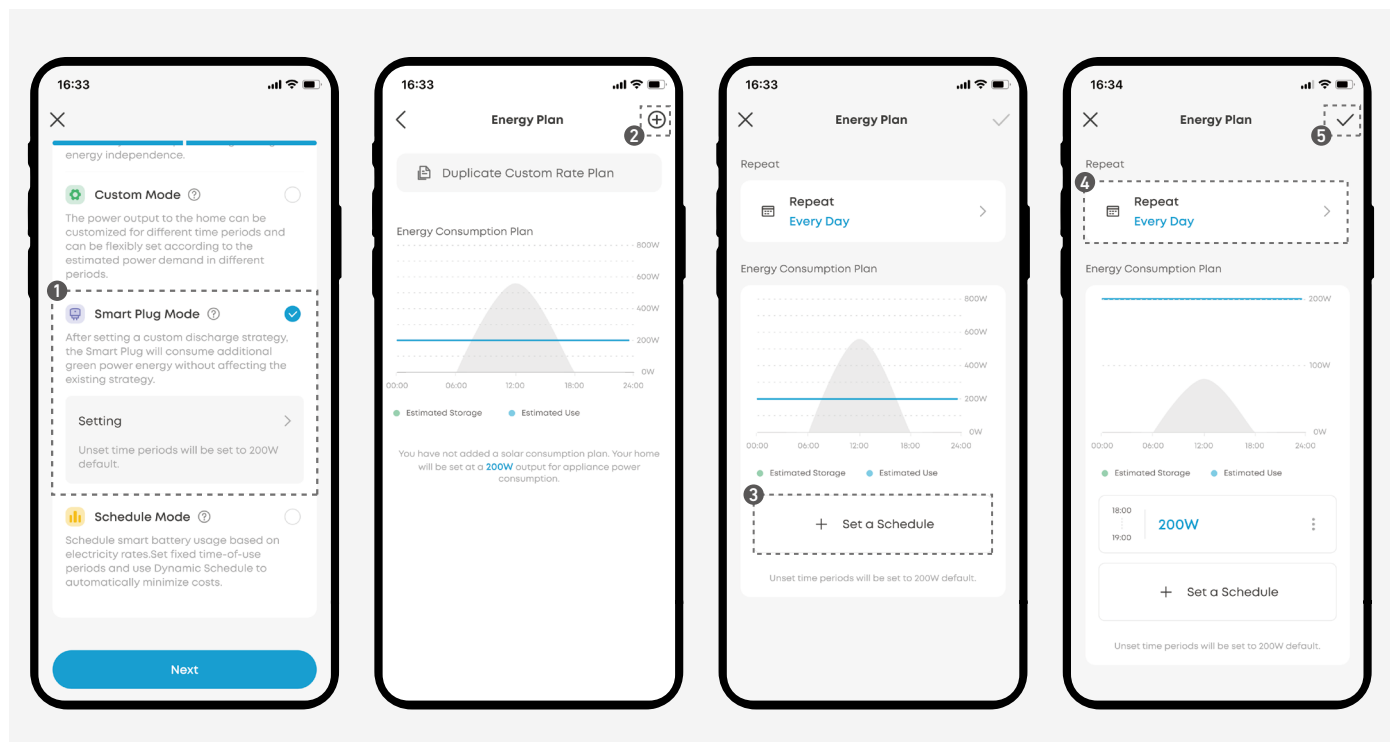 16:33
energy independence.
Custom Mode
The power output to the home can be
customized for different time periods and
can be flexibly set according to the
estimated power demand in different
periods.
1
Smart Plug Mode
After setting a custom discharge strategy,
the Smart Plug will consume additional
green power energy without affecting the
existing strategy.
Setting
Unset time periods will be set to 200W
default.
Schedule Mode
Schedule smart battery usage based on
electricity rates.Set fixed time-of-use
periods and use Dynamic Schedule to
automatically minimize costs.
Next
16:33
Energy Plan
2
Duplicate Custom Rate Plan
Energy Consumption Plan
800W
600W
400W
200W
0W
00:00 06:00 12:00 18:00 24:00
Estimated Storage Estimated Use
You have not added a solar consumption plan. Your home
will be set at a 200W output for appliance power
consumption.
16:33
Energy Plan
Repeat
Repeat
Every Day
Energy Consumption Plan
800W
600W
400W
200W
0W
00:00 06:00 12:00 18:00 24:00
Estimated Storage Estimated Use
3
+ Set a Schedule
Unset time periods will be set to 200W default.
16:34
Energy Plan
5
Repeat
4
Repeat
Every Day
Energy Consumption Plan
200W
100W
0W
00:00 06:00 12:00 18:00 24:00
Estimated Storage Estimated Use
18:00
200W
19:00
+ Set a Schedule
Unset time periods will be set to 200W default.